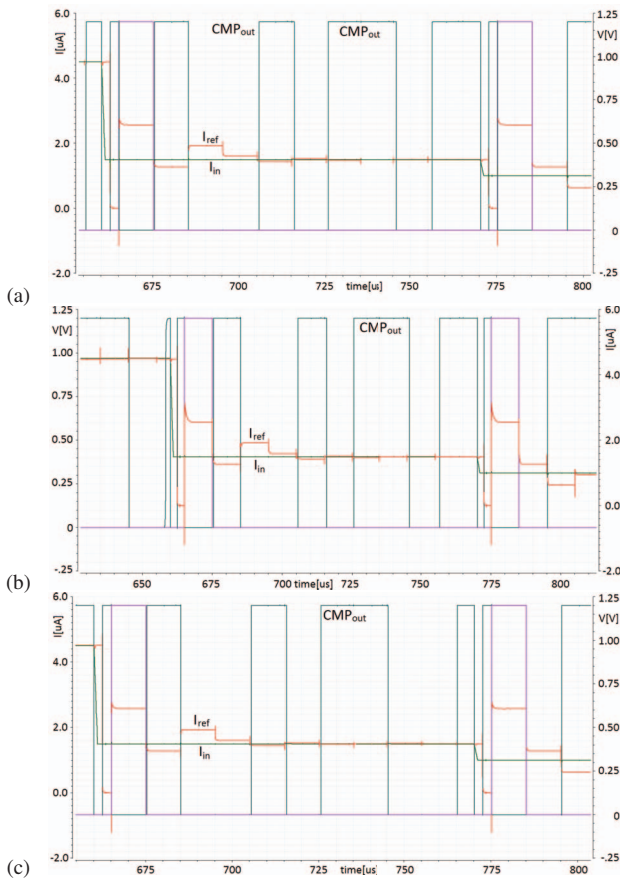 6.0 1.25
I[uA] V[V]
CMPout CMPout
4.0 1.00
0.75
2.0 0.50
Iref
Iin
0.25
0.0
0
-2.0 -.25
675 700 time[us] 725 750 775 800
(a)
1.25 6.0
V[V] I[uA]
CMPout
1.00
4.0
0.75
0.50 2.0
Iref
Iin
0.25
0.0
0
-.25 -2.0
650 675 700 time[us] 725 750 775 800
(b)
6.0 1.25
I[uA] V[V]
CMPout
4.0 1.00
0.75
2.0 0.50
Iref
Iin
0.25
0.0
0
-2.0 -.25
675 700 725 time[us] 750 775 800
(c)